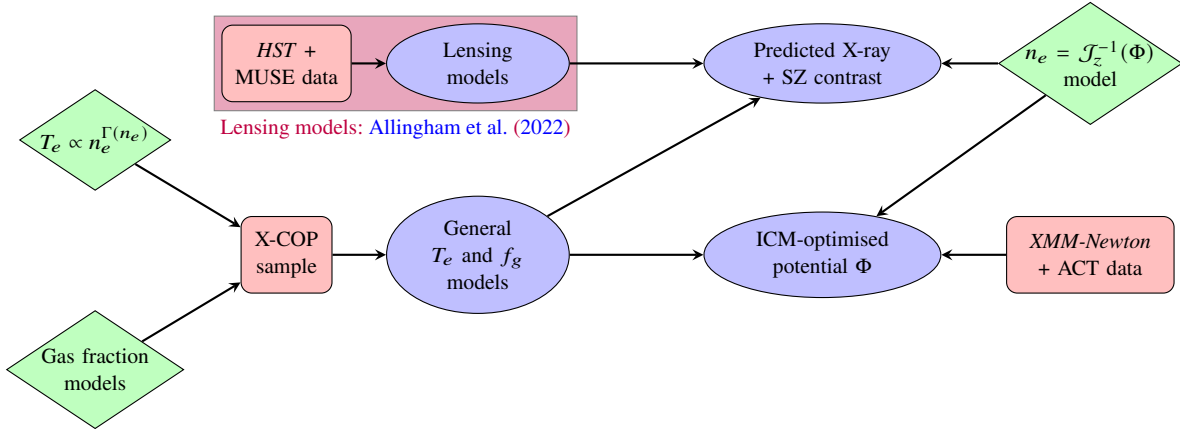 HST +
MUSE data
Lensing
models
Predicted X-ray
+ SZ contrast
n_e = 𝒥_z^{-1}(Φ)
model
Lensing models: Allingham et al. (2022)
T_e ∝ n_e^{Γ(n_e)}
X-COP
sample
General
T_e and f_g
models
ICM-optimised
potential Φ
XMM-Newton
+ ACT data
Gas fraction
models